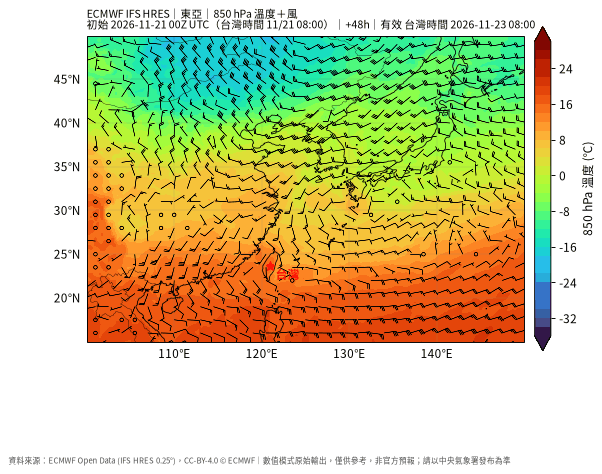 ECMWF IFS HRES｜東亞｜850 hPa 溫度＋風
初始 2026-11-21 00Z UTC（台灣時間 11/21 08:00）｜+48h｜有效 台灣時間 2026-11-23 08:00
45°N
40°N
35°N
30°N
25°N
20°N
110°E
120°E
130°E
140°E
台灣
24
16
8
0
-8
-16
-24
-32
850 hPa 溫度 (°C)
資料來源：ECMWF Open Data (IFS HRES 0.25°)，CC-BY-4.0 © ECMWF｜數值模式原始輸出，僅供參考，非官方預報；請以中央氣象署發布為準